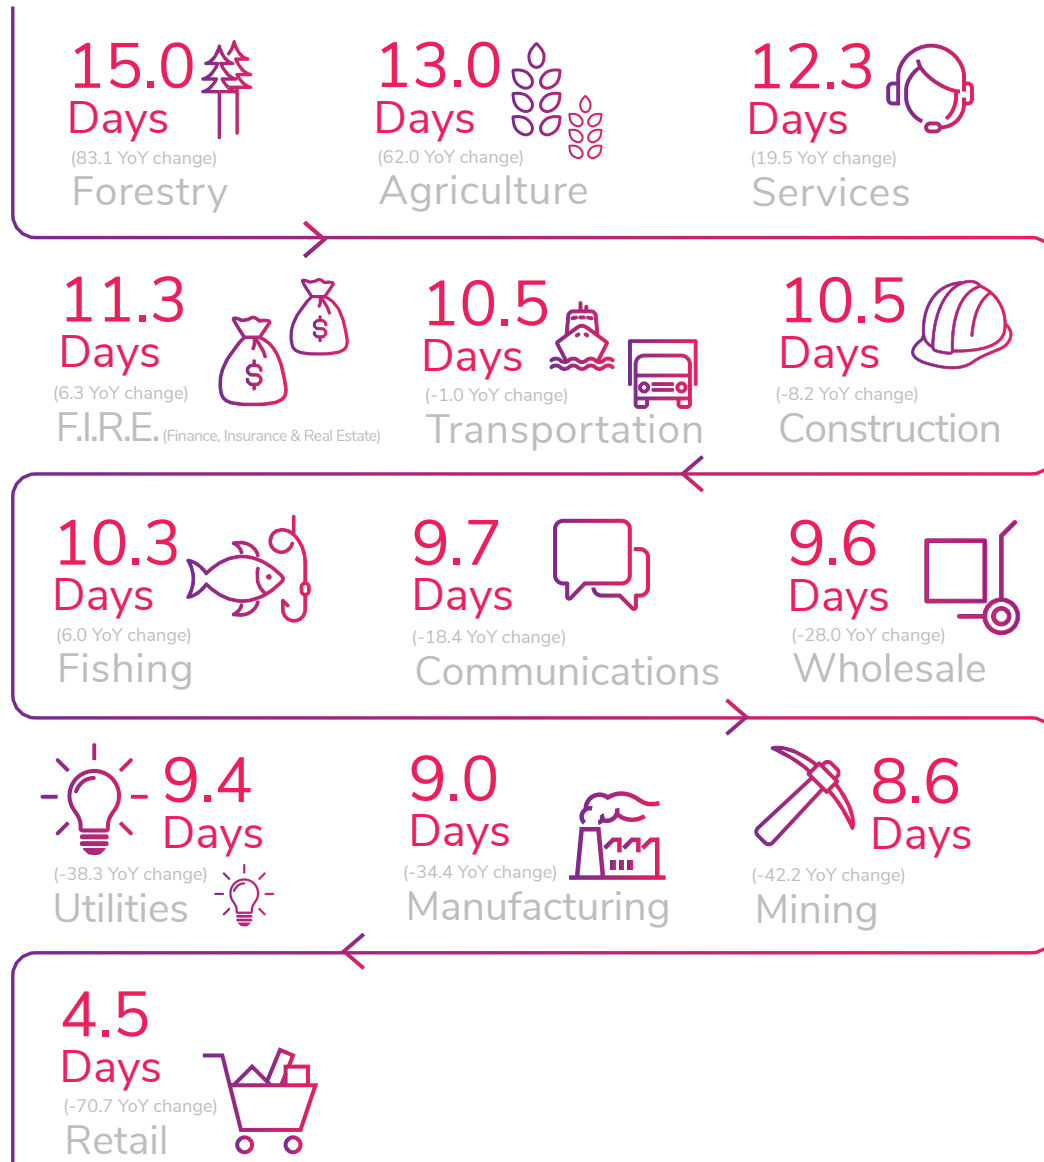 15.0
Days
(83.1 YoY change)
Forestry
13.0
Days
(62.0 YoY change)
Agriculture
12.3
Days
(19.5 YoY change)
Services
11.3
Days
(6.3 YoY change)
F.I.R.E. (Finance, Insurance & Real Estate)
$
$
10.5
Days
(-1.0 YoY change)
Transportation
10.5
Days
(-8.2 YoY change)
Construction
10.3
Days
(6.0 YoY change)
Fishing
9.7
Days
(-18.4 YoY change)
Communications
9.6
Days
(-28.0 YoY change)
Wholesale
9.4
Days
(-38.3 YoY change)
Utilities
9.0
Days
(-34.4 YoY change)
Manufacturing
8.6
Days
(-42.2 YoY change)
Mining
4.5
Days
(-70.7 YoY change)
Retail